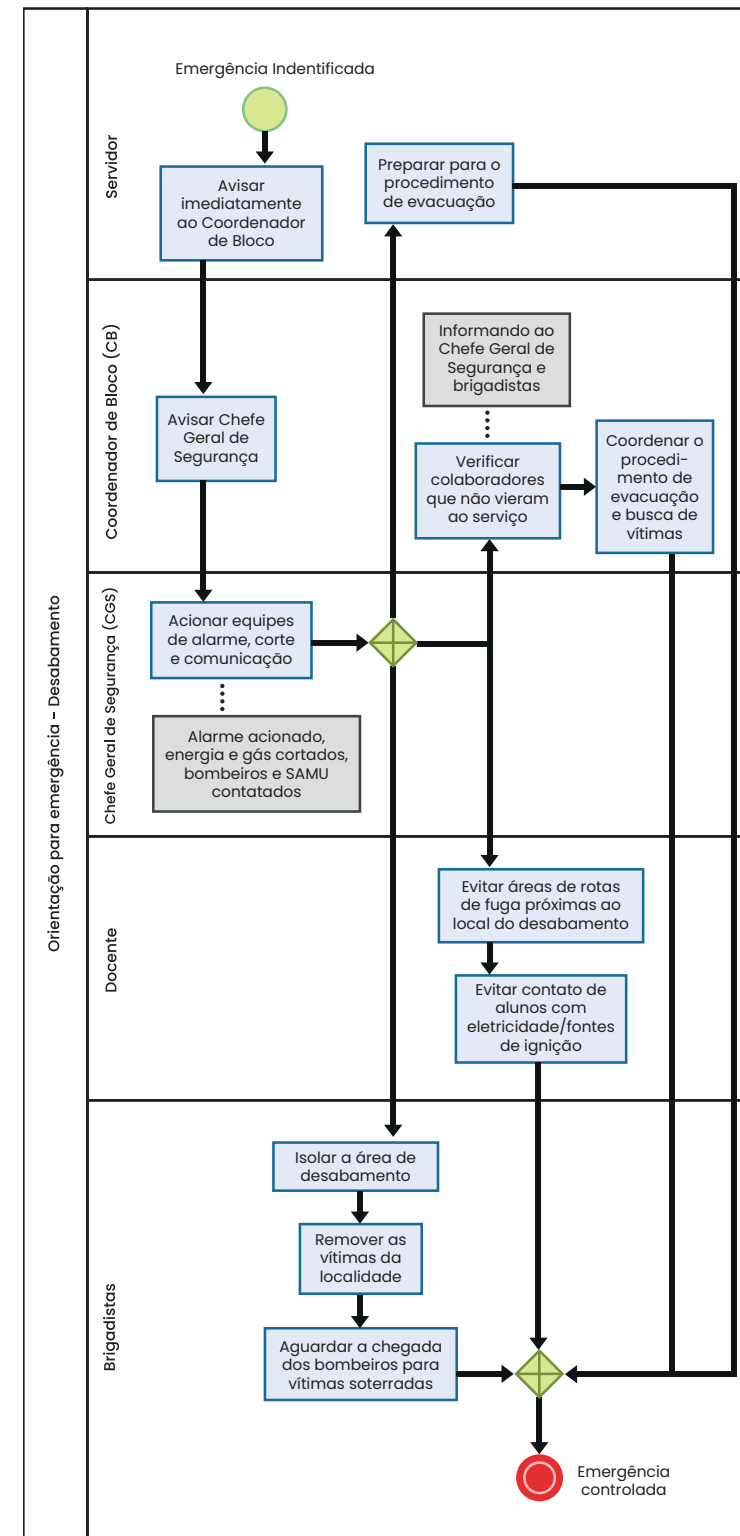 Orientação para emergência - Desabamento
Servidor
Emergência Indentificada
Avisar
imediatamente
ao Coordenador
de Bloco
Preparar para o
procedimento
de evacuação
Coordenador de Bloco (CB)
Avisar Chefe
Geral de
Segurança
Informando ao
Chefe Geral de
Segurança e
brigadistas
Verificar
colaboradores
que não vieram
ao serviço
Coordenar o
procedi-
mento de
evacuação
e busca de
vítimas
Chefe Geral de Segurança (CGS)
Acionar equipes
de alarme, corte
e comunicação
Alarme acionado,
energia e gás cortados,
bombeiros e SAMU
contatados
Docente
Evitar áreas de rotas
de fuga próximas ao
local do desabamento
Evitar contato de
alunos com
eletricidade/fontes
de ignição
Brigadistas
Isolar a área de
desabamento
Remover as
vítimas da
localidade
Aguardar a chegada
dos bombeiros para
vítimas soterradas
Emergência
controlada